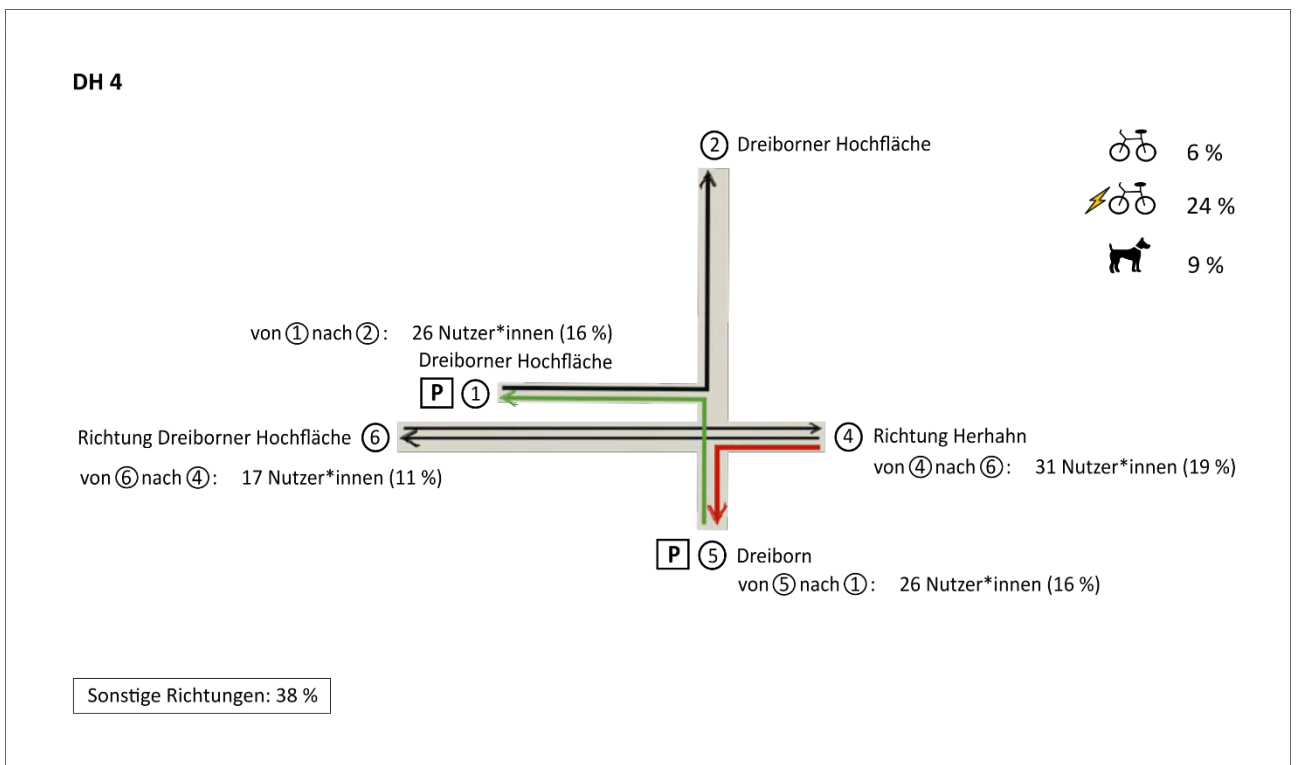 DH 4
② Dreiborner Hochfläche
6 %
24 %
9 %
von ① nach ②: 26 Nutzer*innen (16 %)
Dreiborner Hochfläche
P ①
Richtung Dreiborner Hochfläche ⑥
④ Richtung Herhahn
von ④ nach ⑥: 31 Nutzer*innen (19 %)
von ⑥ nach ④: 17 Nutzer*innen (11 %)
P ⑤ Dreiborn
von ⑤ nach ①: 26 Nutzer*innen (16 %)
Sonstige Richtungen: 38 %